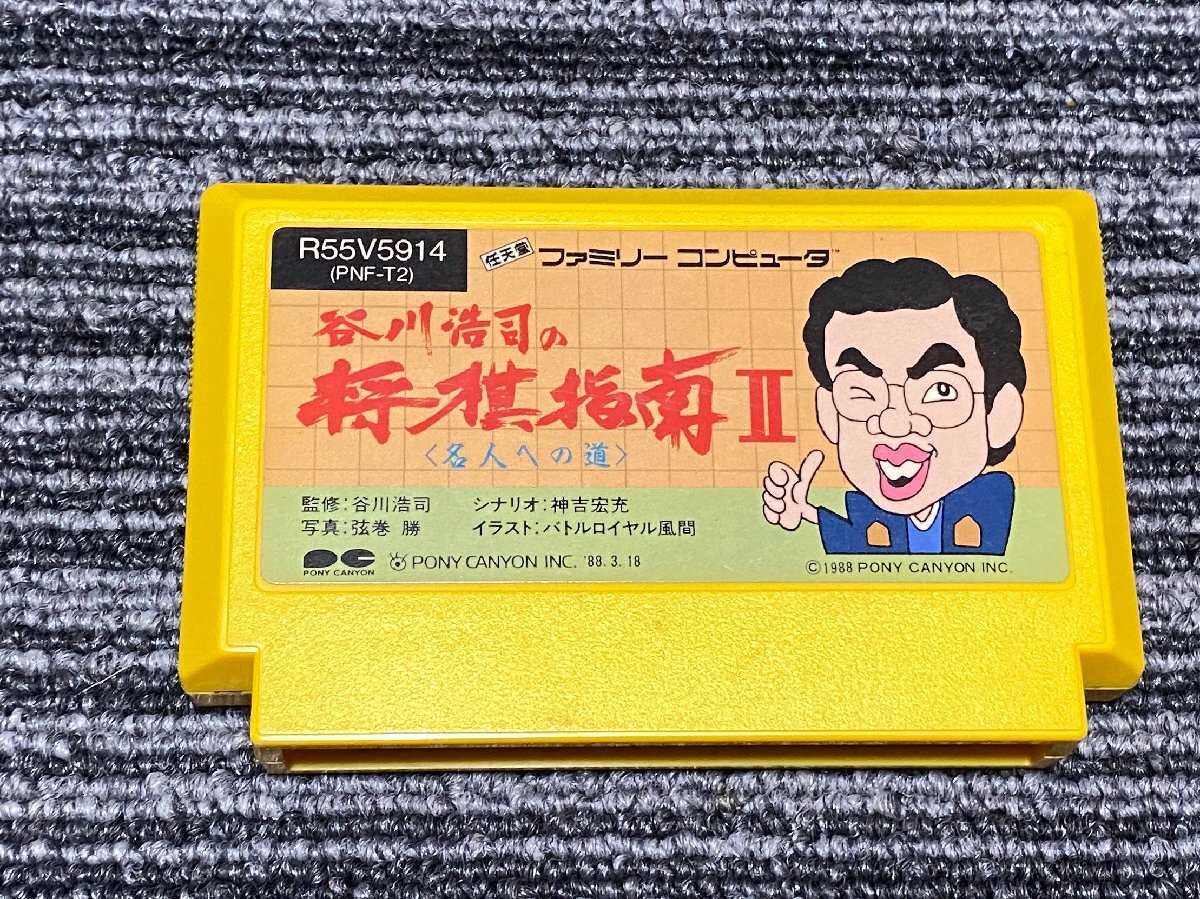 R55V5914
(PNF-T2)
任天堂 ファミリー コンピュータ™
谷川浩司の
将棋指南Ⅱ
〈名人への道〉
監修:谷川浩司 シナリオ:神吉宏充
写真:弦巻 勝 イラスト:バトルロイヤル風間
PONY CANYON
PONY CANYON INC. '88.3.18
©1988 PONY CANYON INC.